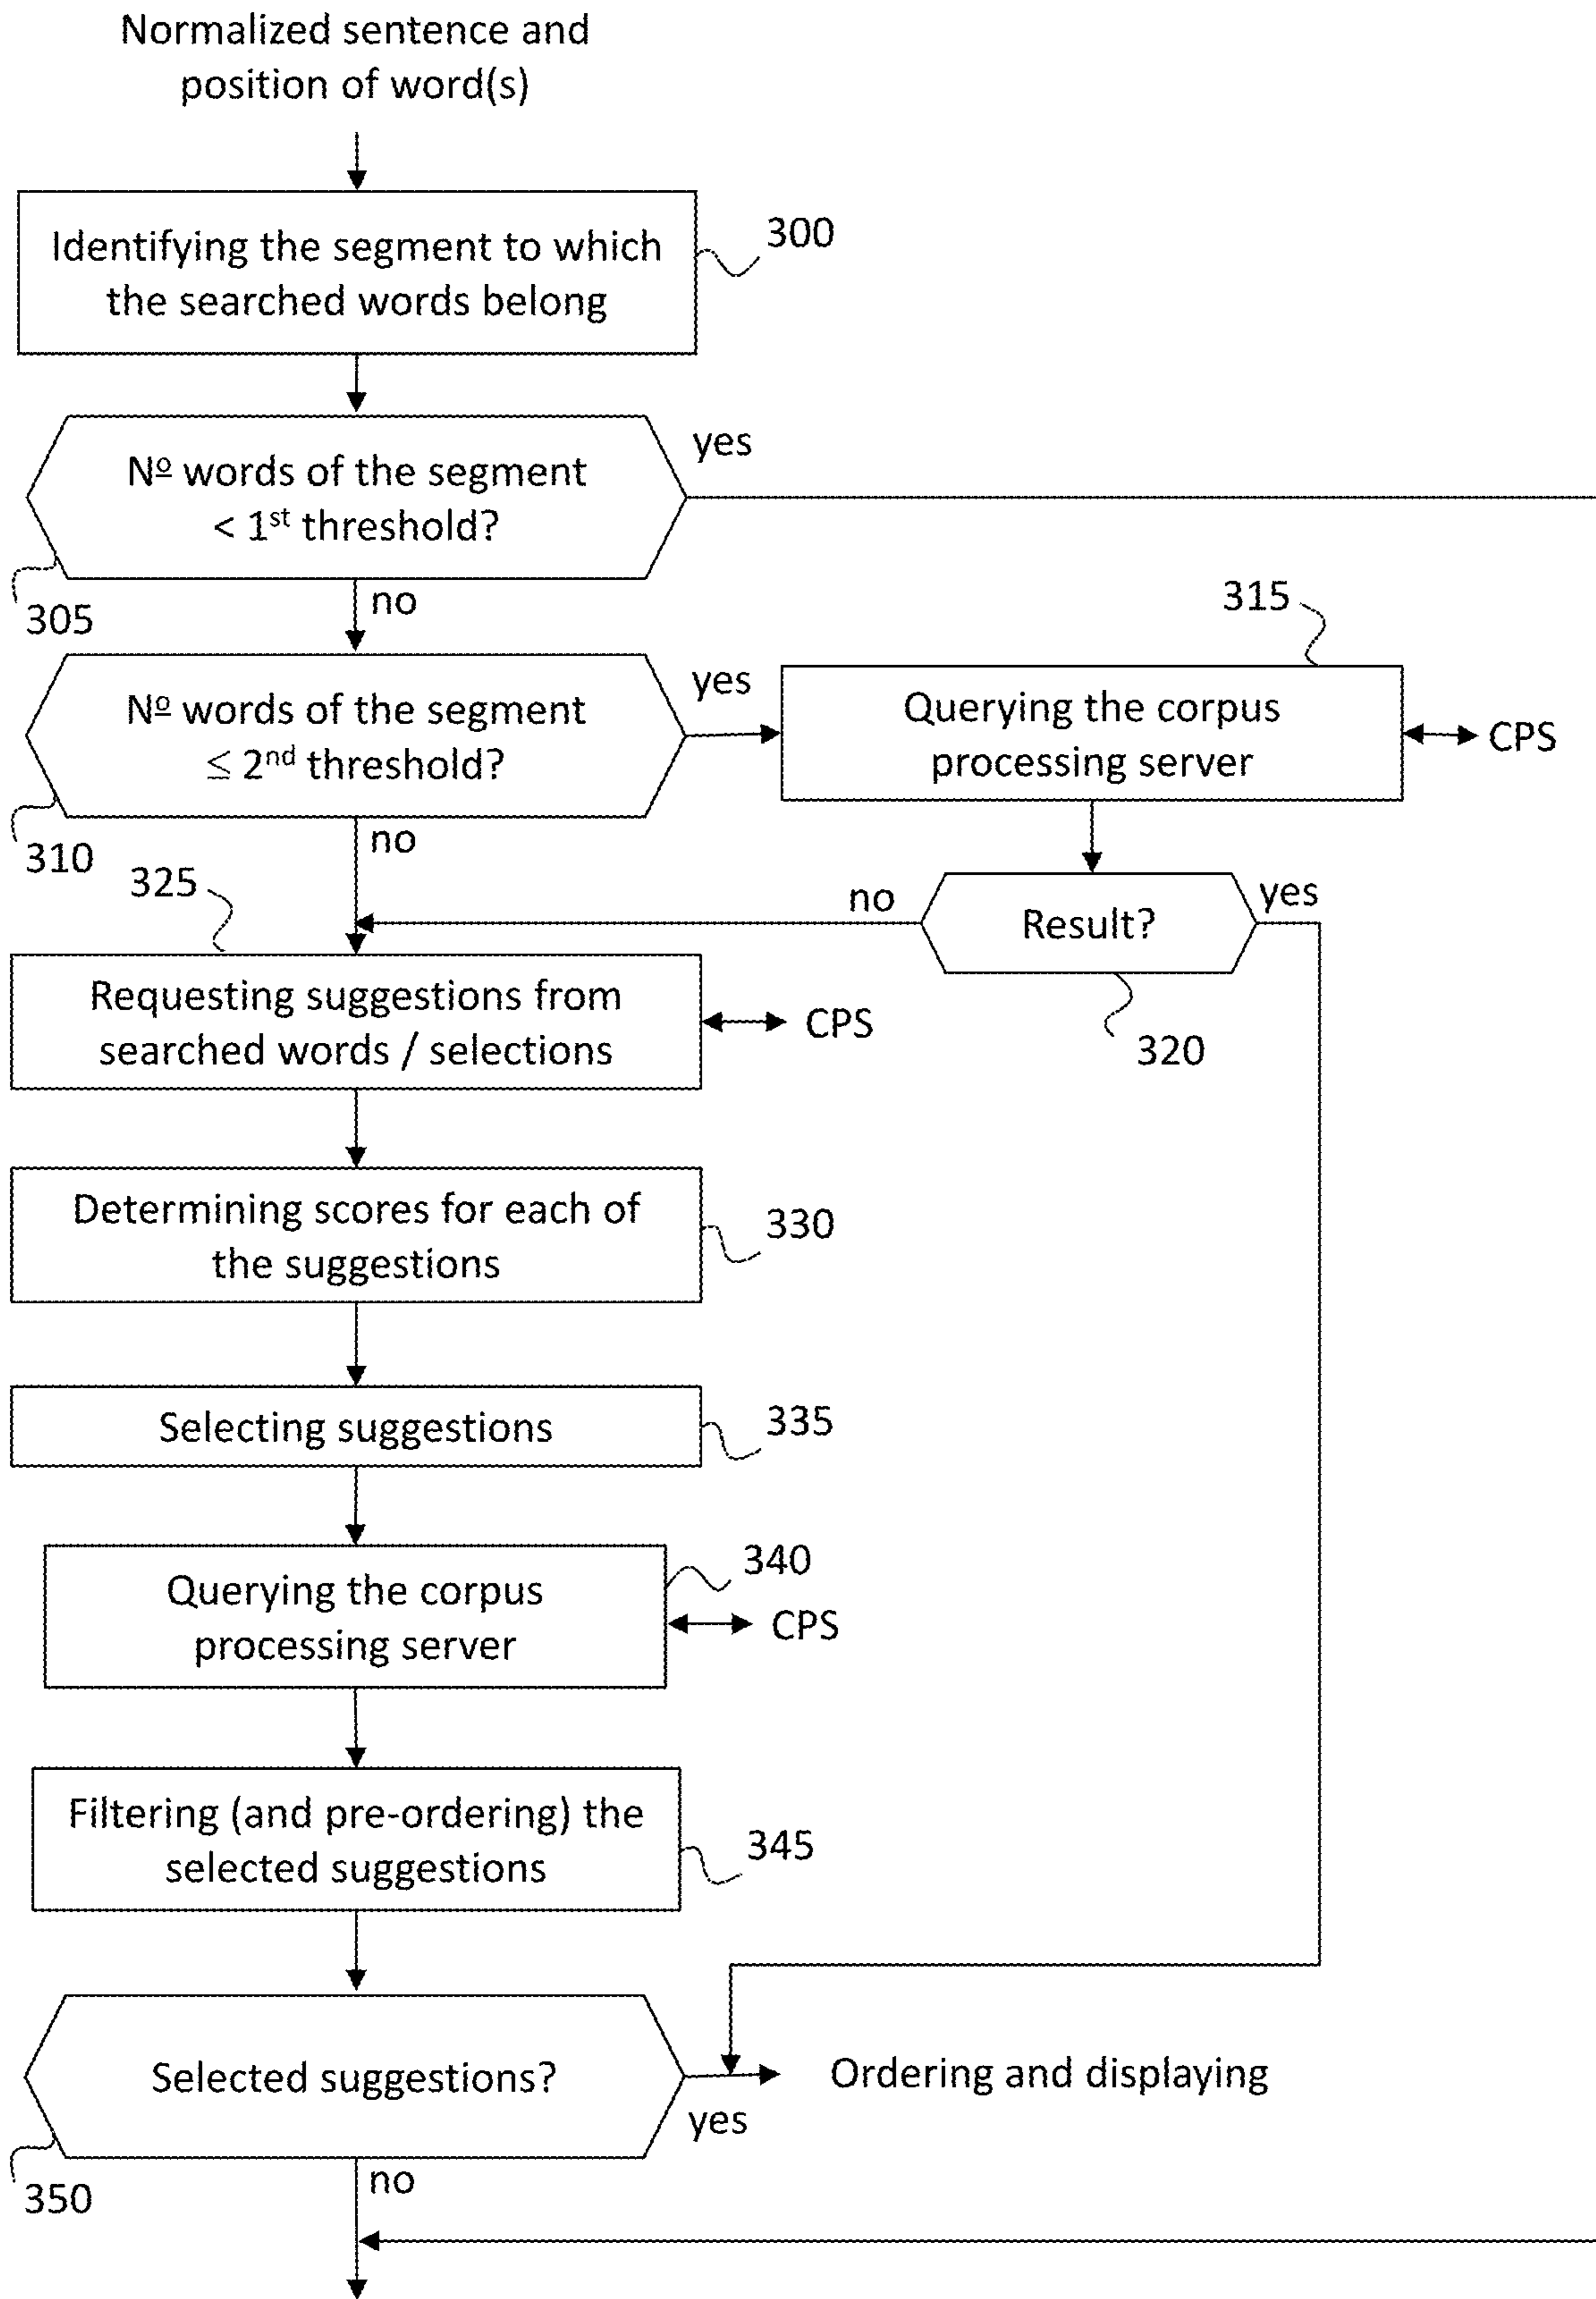 Normalized sentence and
position of word(s)
Identifying the segment to which
the searched words belong
300
Nº words of the segment
< 1st threshold?
yes
305
no
Nº words of the segment
≦ 2nd threshold?
yes
310
no
315
Querying the corpus
processing server
CPS
Result?
no
yes
320
325
Requesting suggestions from
searched words / selections
CPS
Determining scores for each of
the suggestions
330
Selecting suggestions
335
Querying the corpus
processing server
340
CPS
Filtering (and pre-ordering) the
selected suggestions
345
Selected suggestions?
yes
Ordering and displaying
350
no